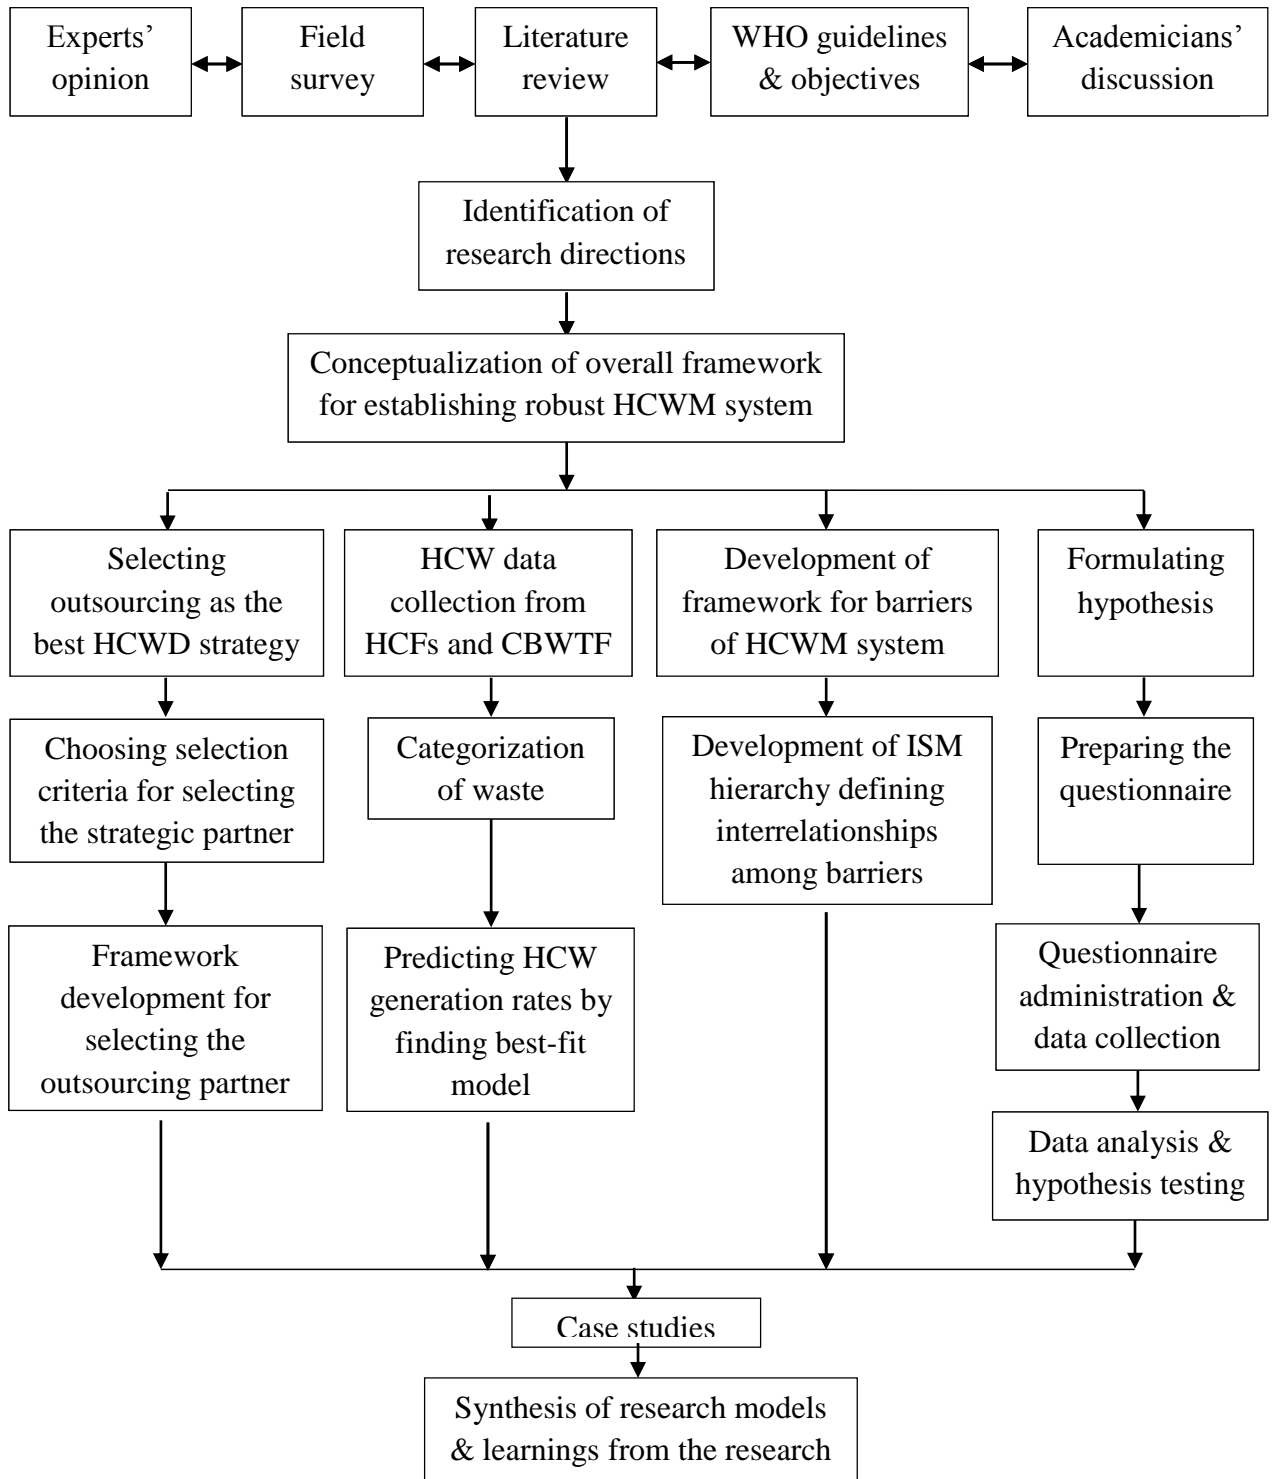 Experts’
opinion
Field
survey
Literature
review
WHO guidelines
& objectives
Academicians’
discussion
Identification of
research directions
Conceptualization of overall framework
for establishing robust HCWM system
Selecting
outsourcing as the
best HCWD strategy
HCW data
collection from
HCFs and CBWTF
Development of
framework for barriers
of HCWM system
Formulating
hypothesis
Choosing selection
criteria for selecting
the strategic partner
Categorization
of waste
Development of ISM
hierarchy defining
interrelationships
among barriers
Preparing the
questionnaire
Framework
development for
selecting the
outsourcing partner
Predicting HCW
generation rates by
finding best-fit
model
Questionnaire
administration &
data collection
Data analysis &
hypothesis testing
Case studies
Synthesis of research models
& learnings from the research